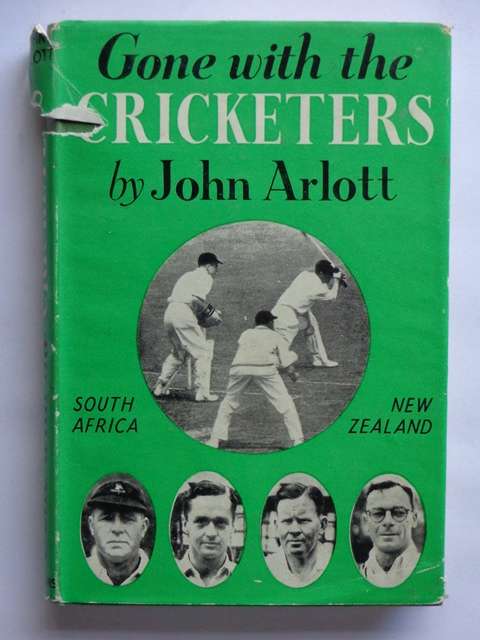 Gone with the
CRICKETERS
by John Arlott
SOUTH
AFRICA
NEW
ZEALAND